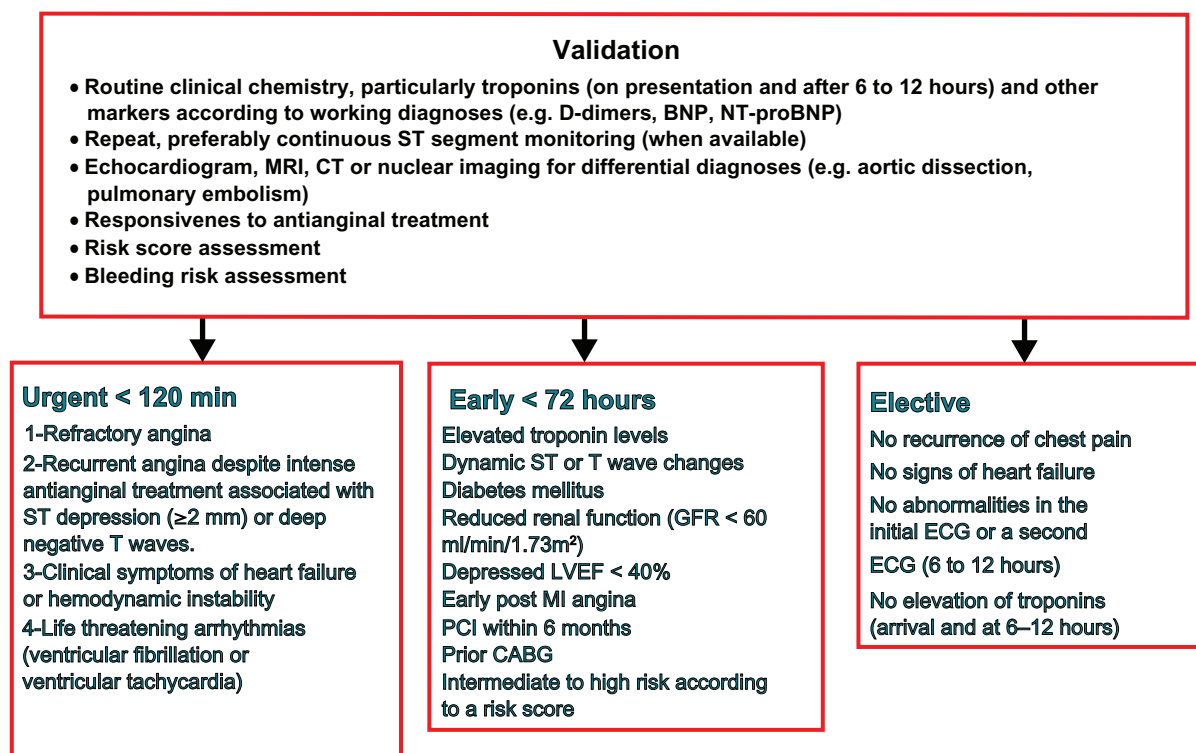 Validation
• Routine clinical chemistry, particularly troponins (on presentation and after 6 to 12 hours) and other
markers according to working diagnoses (e.g. D-dimers, BNP, NT-proBNP)
• Repeat, preferably continuous ST segment monitoring (when available)
• Echocardiogram, MRI, CT or nuclear imaging for differential diagnoses (e.g. aortic dissection,
pulmonary embolism)
• Responsivenes to antianginal treatment
• Risk score assessment
• Bleeding risk assessment
Urgent < 120 min
1-Refractory angina
2-Recurrent angina despite intense
antianginal treatment associated with
ST depression (≥2 mm) or deep
negative T waves.
3-Clinical symptoms of heart failure
or hemodynamic instability
4-Life threatening arrhythmias
(ventricular fibrillation or
ventricular tachycardia)
Early < 72 hours
Elevated troponin levels
Dynamic ST or T wave changes
Diabetes mellitus
Reduced renal function (GFR < 60
ml/min/1.73m²)
Depressed LVEF < 40%
Early post MI angina
PCI within 6 months
Prior CABG
Intermediate to high risk according
to a risk score
Elective
No recurrence of chest pain
No signs of heart failure
No abnormalities in the
initial ECG or a second
ECG (6 to 12 hours)
No elevation of troponins
(arrival and at 6–12 hours)